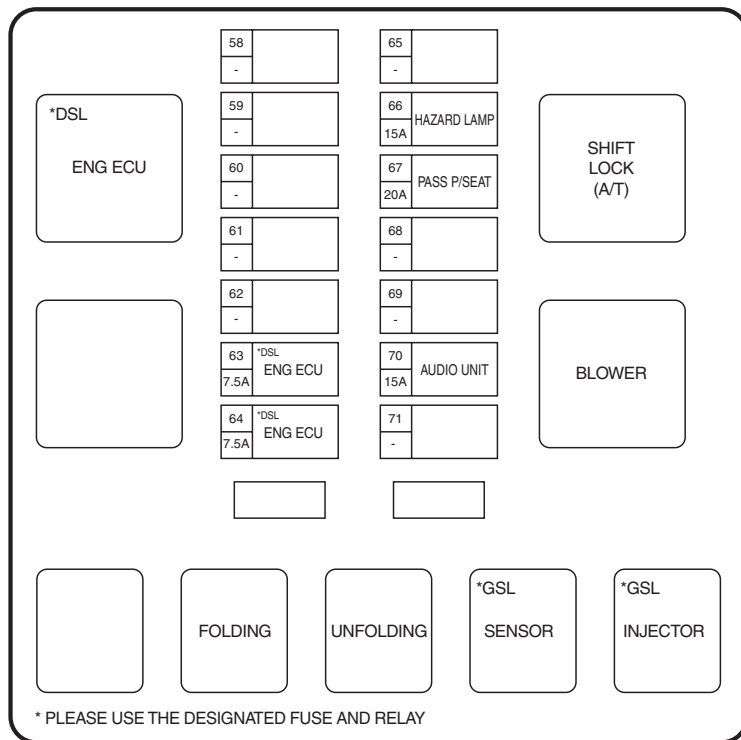 *DSL
ENG ECU
58
-
59
-
60
-
61
-
62
-
63
7.5A
*DSL
ENG ECU
64
7.5A
*DSL
ENG ECU
65
-
66
15A
HAZARD LAMP
67
20A
PASS P/SEAT
68
-
69
-
70
15A
AUDIO UNIT
71
-
SHIFT
LOCK
(A/T)
BLOWER
FOLDING
UNFOLDING
*GSL
SENSOR
*GSL
INJECTOR
* PLEASE USE THE DESIGNATED FUSE AND RELAY